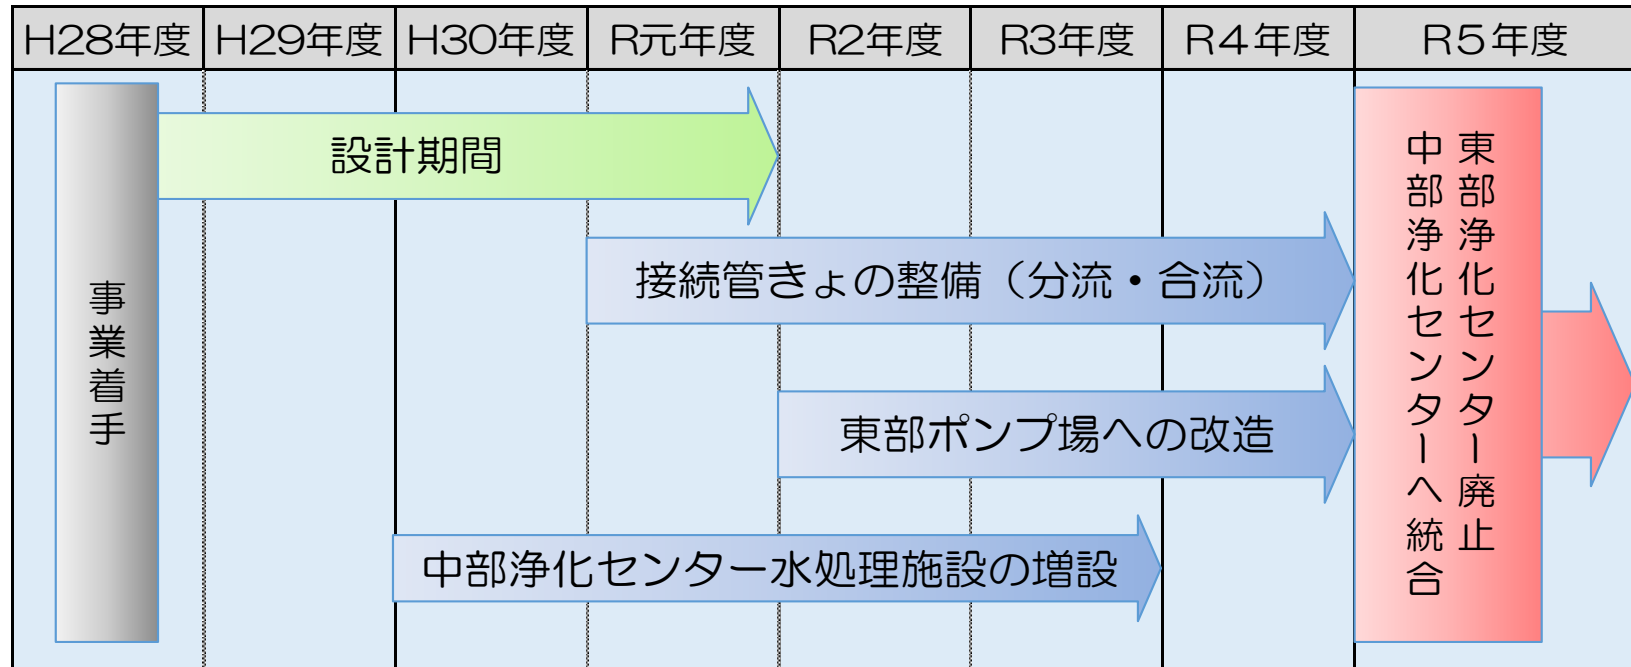 H28年度 H29年度 H30年度 R元年度 R2年度 R3年度 R4年度 R5年度
事業着手
設計期間
接続管きょの整備（分流・合流）
東部ポンプ場への改造
中部浄化センター水処理施設の増設
東部浄化センター廃止
中部浄化センターへ統合